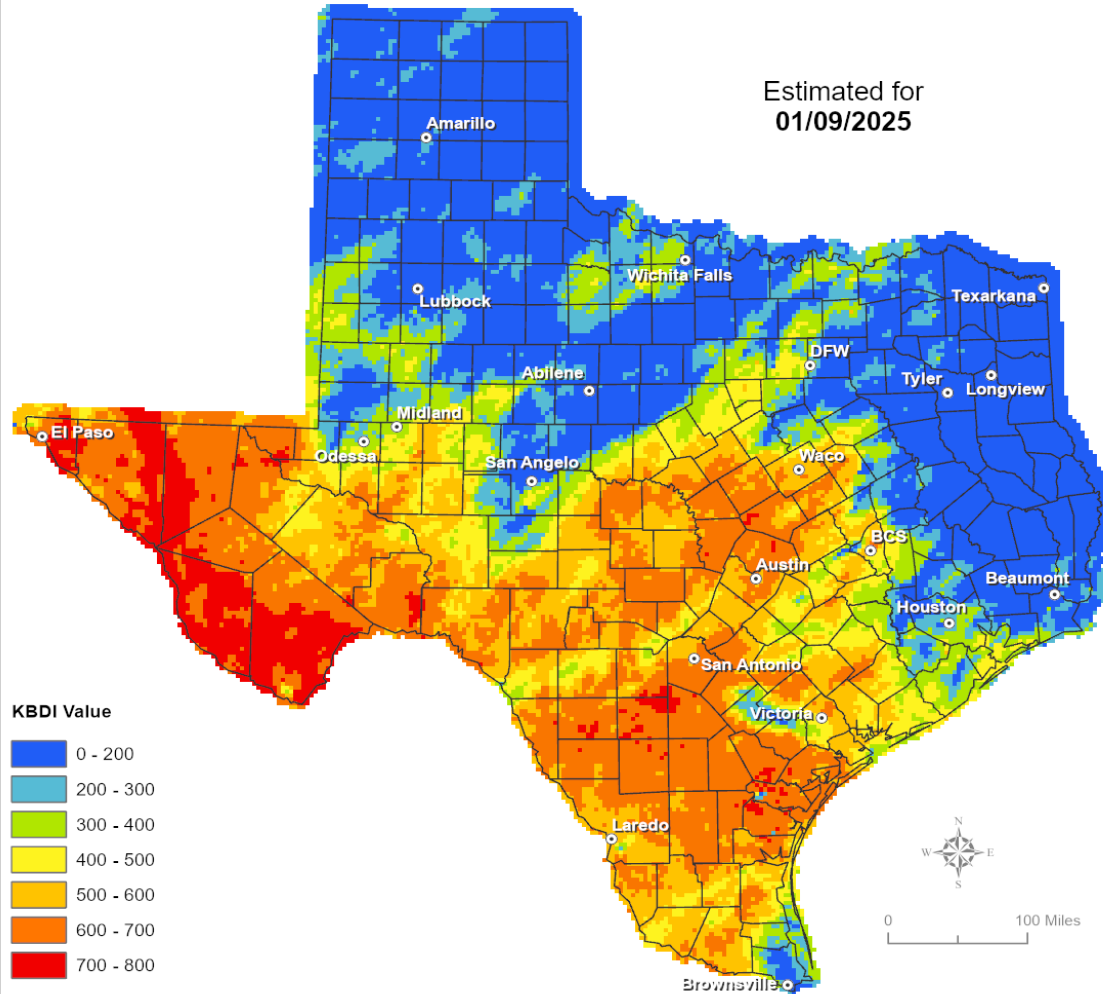 Estimated for
01/09/2025
Amarillo
Wichita Falls
Lubbock
Texarkana
DFW
Abilene
Tyler
Longview
Midland
El Paso
Odessa
San Angelo
Waco
BCS
Austin
Beaumont
Houston
San Antonio
Victoria
Laredo
Brownsville
KBDI Value
0 - 200
200 - 300
300 - 400
400 - 500
500 - 600
600 - 700
700 - 800
N
W E
S
0 100 Miles